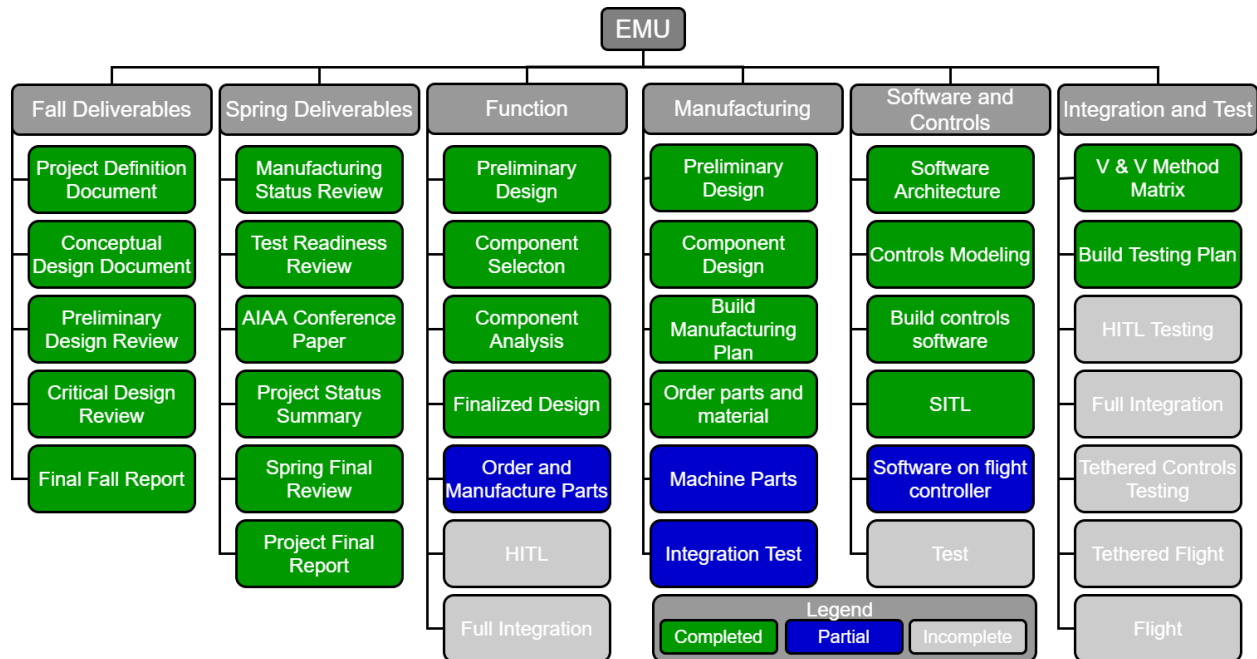 EMU
Fall Deliverables
Project Definition
Document
Conceptual
Design Document
Preliminary
Design Review
Critical Design
Review
Final Fall Report
Spring Deliverables
Manufacturing
Status Review
Test Readiness
Review
AIAA Conference
Paper
Project Status
Summary
Spring Final
Review
Project Final
Report
Function
Preliminary
Design
Component
Selecton
Component
Analysis
Finalized Design
Order and
Manufacture Parts
HITL
Full Integration
Manufacturing
Preliminary
Design
Component
Design
Build
Manufacturing
Plan
Order parts and
material
Machine Parts
Integration Test
Software and
Controls
Software
Architecture
Controls Modeling
Build controls
software
SITL
Software on flight
controller
Test
Integration and Test
V & V Method
Matrix
Build Testing Plan
HITL Testing
Full Integration
Tethered Controls
Testing
Tethered Flight
Flight
Legend
Completed
Partial
Incomplete